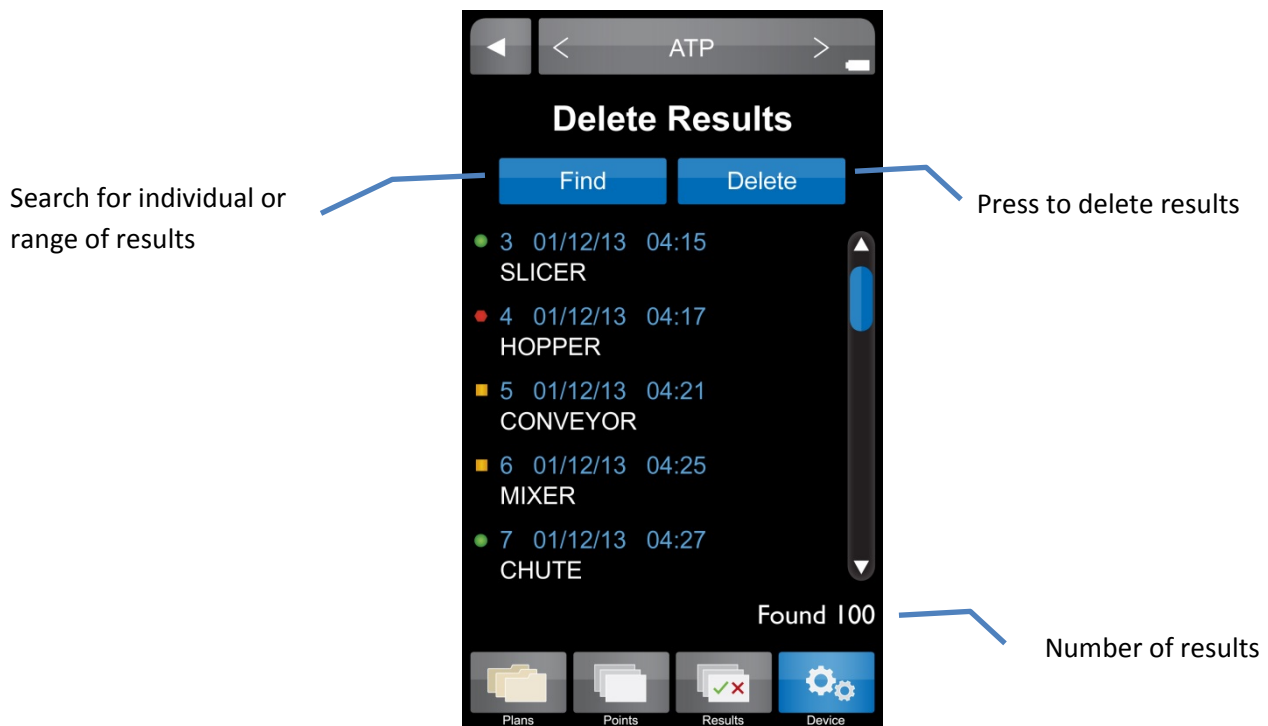 < ATP >
Delete Results
Find Delete
Search for individual or
range of results
Press to delete results
3 01/12/13 04:15
SLICER
4 01/12/13 04:17
HOPPER
5 01/12/13 04:21
CONVEYOR
6 01/12/13 04:25
MIXER
7 01/12/13 04:27
CHUTE
Found 100
Number of results
Plans Points Results Device